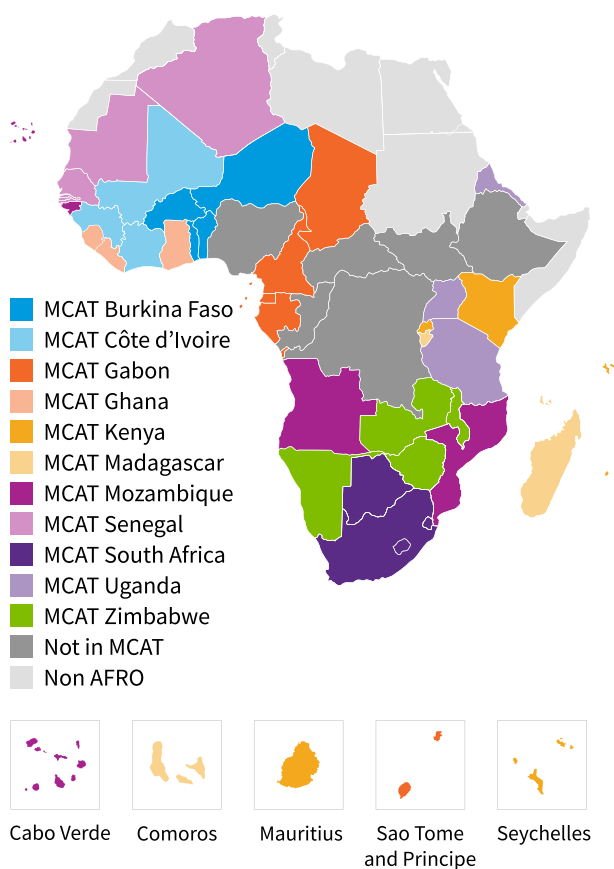 MCAT Burkina Faso
MCAT Côte d’Ivoire
MCAT Gabon
MCAT Ghana
MCAT Kenya
MCAT Madagascar
MCAT Mozambique
MCAT Senegal
MCAT South Africa
MCAT Uganda
MCAT Zimbabwe
Not in MCAT
Non AFRO
Cabo Verde
Comoros
Mauritius
Sao Tome
and Principe
Seychelles